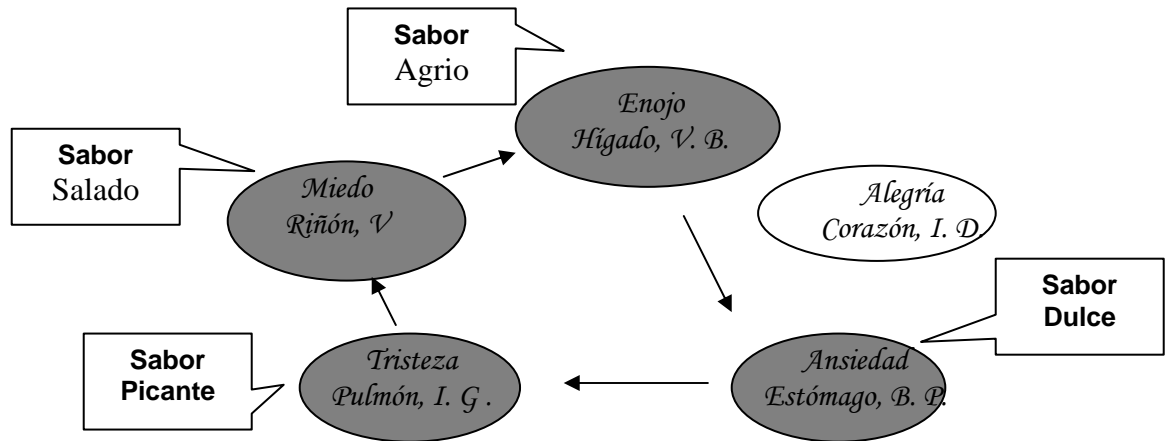 Sabor
Agrio
Enojo
Hígado, V. B.
Sabor
Salado
Miedo
Riñón, V
Alegría
Corazón, I. D.
Sabor
Dulce
Sabor
Picante
Tristeza
Pulmón, I. G .
Ansiedad
Estómago, B. P.